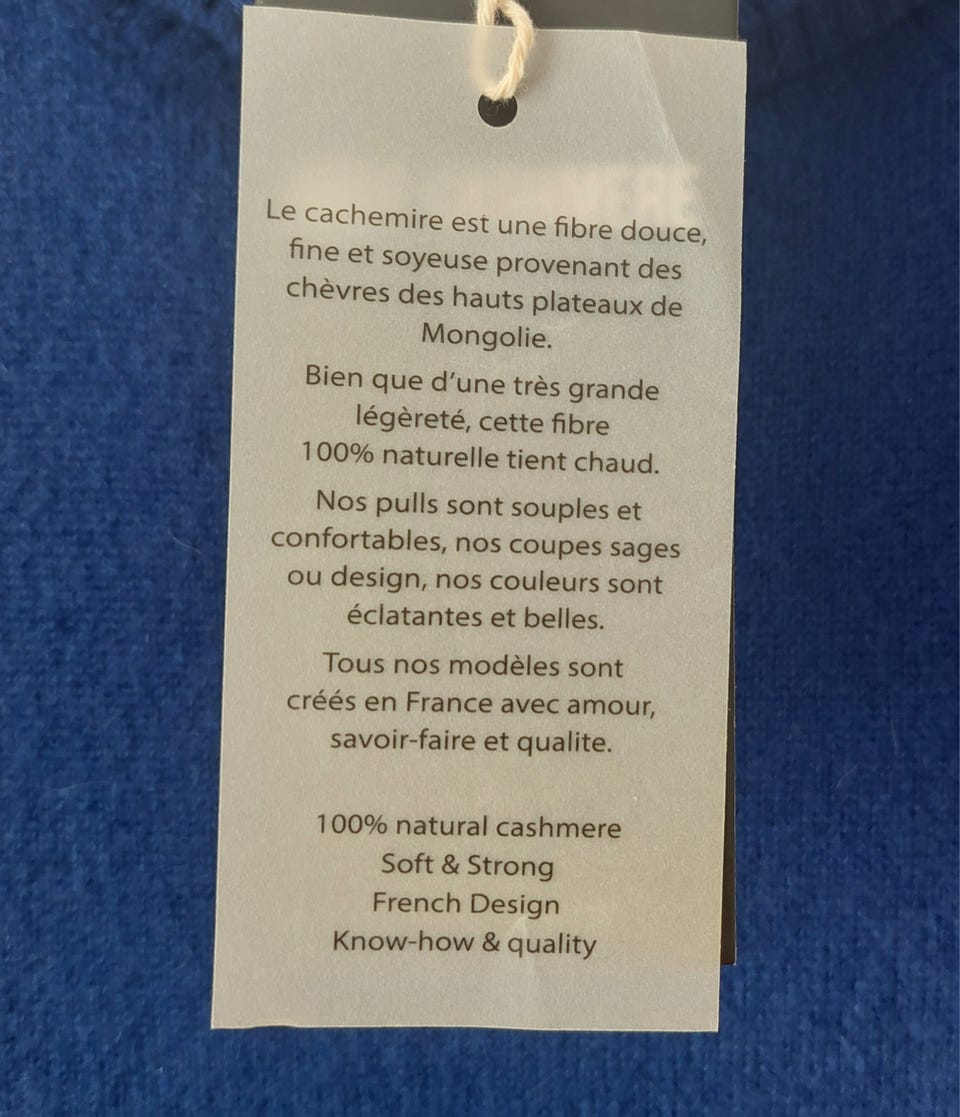 Le cachemire est une fibre douce,
fine et soyeuse provenant des
chèvres des hauts plateaux de
Mongolie.
Bien que d'une très grande
légèreté, cette fibre
100% naturelle tient chaud.
Nos pulls sont souples et
confortables, nos coupes sages
ou design, nos couleurs sont
éclatantes et belles.
Tous nos modèles sont
créés en France avec amour,
savoir-faire et qualite.
100% natural cashmere
Soft & Strong
French Design
Know-how & quality